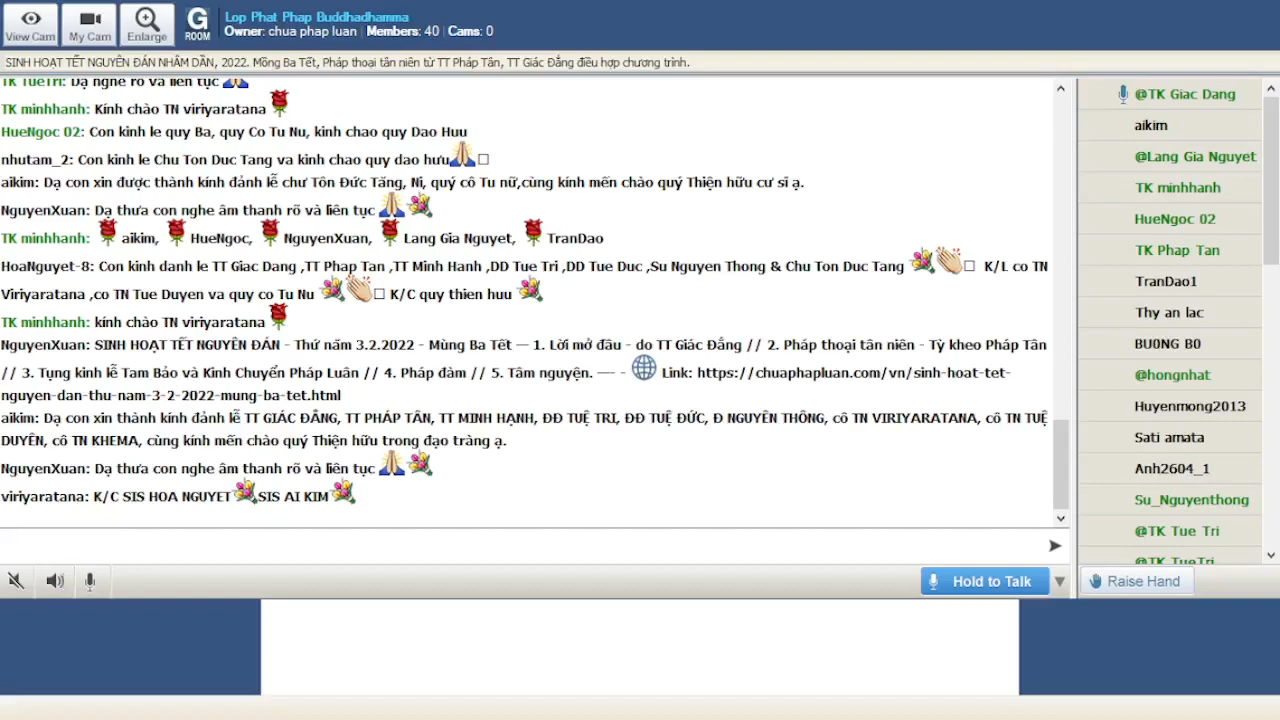 View Cam
My Cam
Enlarge
G
ROOM
Lop Phat Phap Buddhadhamma
Owner: chua phap luan | Members: 40 | Cams: 0
SINH HOẠT TẾT NGUYÊN ĐÁN NHÂM DẦN, 2022. Mồng Ba Tết, Pháp thoại tân niên từ TT Pháp Tân, TT Giác Đẳng điều hợp chương trình.
TK TueTri: Dạ nghe rõ và liên tục
TK minhhanh: Kính chào TN viriyaratana
HueNgoc 02: Con kinh le quy Ba, quy Co Tu Nu, kinh chao quy Dao Huu
nhutam_2: Con kinh le Chu Ton Duc Tang va kinh chao quy dao hưu
aikim: Dạ con xin được thành kính đảnh lễ chư Tôn Đức Tăng, Ni, quý cô Tu nữ,cùng kính mến chào quý Thiện hữu cư sĩ ạ.
NguyenXuan: Dạ thưa con nghe âm thanh rõ và liên tục
TK minhhanh: aikim, HueNgoc, NguyenXuan, Lang Gia Nguyet, TranDao
HoaNguyet-8: Con kinh danh le TT Giac Dang ,TT Phap Tan ,TT Minh Hanh ,DD Tue Tri ,DD Tue Duc ,Su Nguyen Thong & Chu Ton Duc Tang K/L co TN
Viriyaratana ,co TN Tue Duyen va quy co Tu Nu K/C quy thien huu
TK minhhanh: kính chào TN viriyaratana
NguyenXuan: SINH HOẠT TẾT NGUYÊN ĐÁN - Thứ năm 3.2.2022 - Mùng Ba Tết — 1. Lời mở đầu - do TT Giác Đẳng // 2. Pháp thoại tân niên - Tỳ kheo Pháp Tân
// 3. Tụng kinh lễ Tam Bảo và Kinh Chuyển Pháp Luân // 4. Pháp đàm // 5. Tâm nguyện. —- - Link: https://chuaphapluan.com/vn/sinh-hoat-tet-
nguyen-dan-thu-nam-3-2-2022-mung-ba-tet.html
aikim: Dạ con xin thành kính đảnh lễ TT GIÁC ĐẲNG, TT PHÁP TÂN, TT MINH HẠNH, ĐĐ TUỆ TRI, ĐĐ TUỆ ĐỨC, Đ NGUYÊN THÔNG, cô TN VIRIYARATANA, cô TN TUỆ
DUYÊN, cô TN KHEMA, cùng kính mến chào quý Thiện hữu trong đạo tràng ạ.
NguyenXuan: Dạ thưa con nghe âm thanh rõ và liên tục
viriyaratana: K/C SIS HOA NGUYET SIS AI KIM
Hold to Talk
@TK Giac Dang
aikim
@Lang Gia Nguyet
TK minhhanh
HueNgoc 02
TK Phap Tan
TranDao1
Thy an lac
BU0NG B0
@hongnhat
Huyenmong2013
Sati amata
Anh2604_1
Su_Nguyenthong
@TK Tue Tri
@TK TueTri
Raise Hand